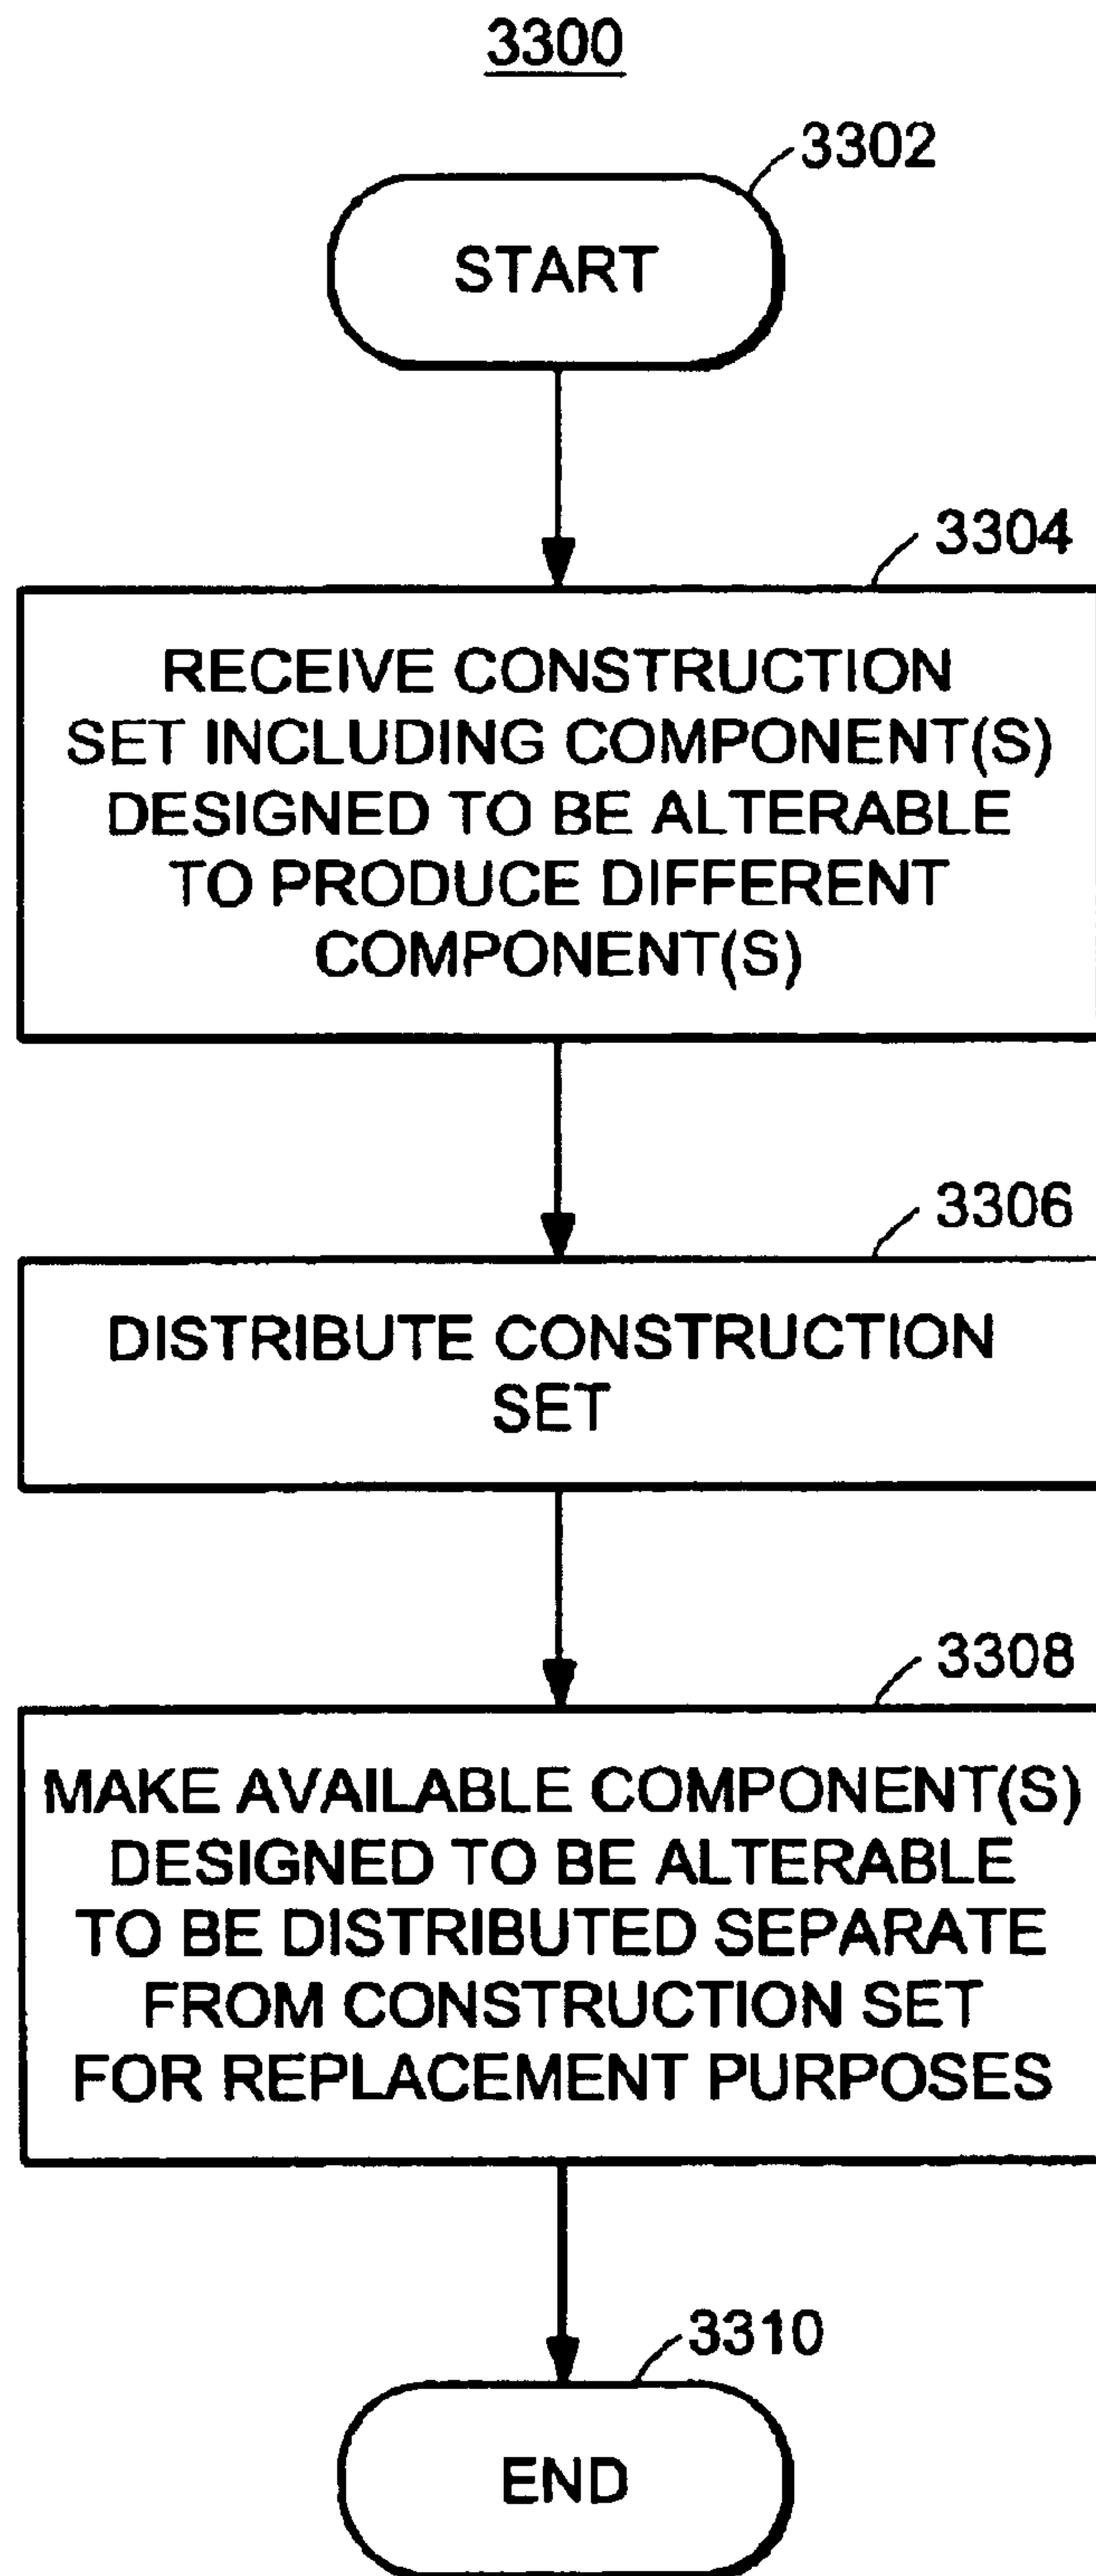 3300
3302
START
3304
RECEIVE CONSTRUCTION
SET INCLUDING COMPONENT(S)
DESIGNED TO BE ALTERABLE
TO PRODUCE DIFFERENT
COMPONENT(S)
3306
DISTRIBUTE CONSTRUCTION
SET
3308
MAKE AVAILABLE COMPONENT(S)
DESIGNED TO BE ALTERABLE
TO BE DISTRIBUTED SEPARATE
FROM CONSTRUCTION SET
FOR REPLACEMENT PURPOSES
3310
END